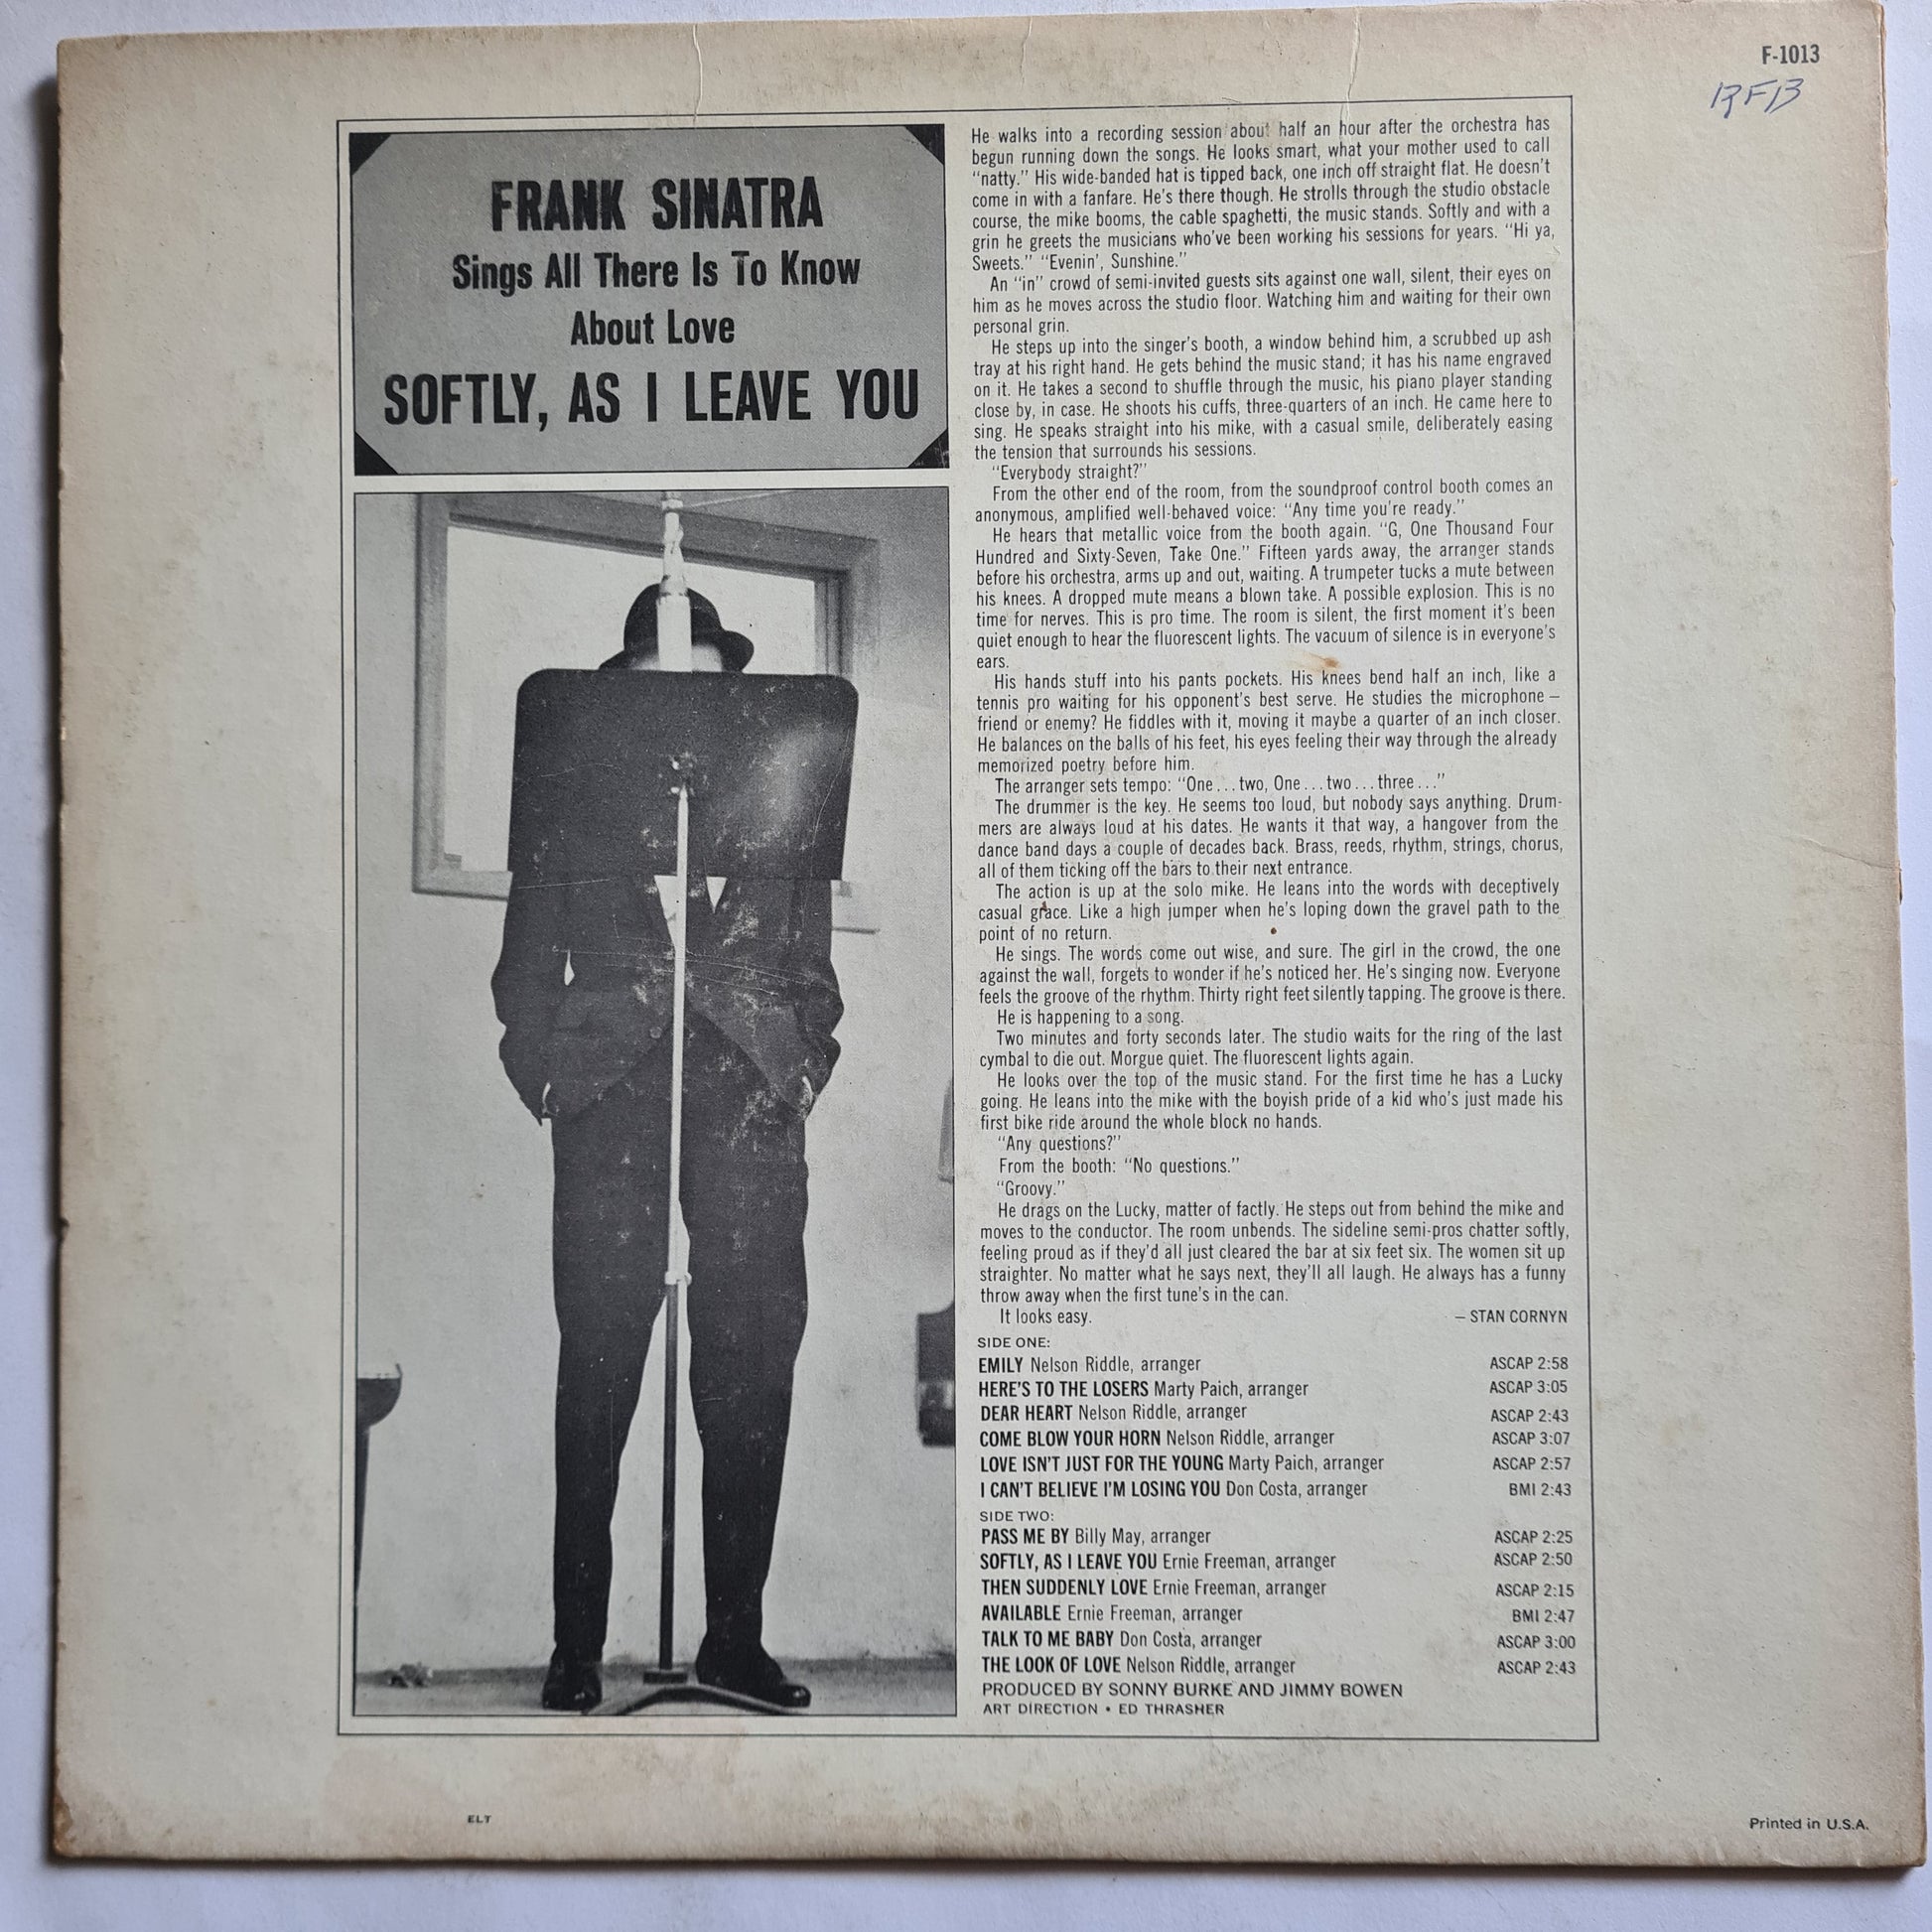 F-1013
RFB
FRANK SINATRA
Sings All There Is To Know
About Love
SOFTLY, AS I LEAVE YOU
He walks into a recording session about half an hour after the orchestra has
begun running down the songs. He looks smart, what your mother used to call
“natty.” His wide-banded hat is tipped back, one inch off straight flat. He doesn’t
come in with a fanfare. He’s there though. He strolls through the studio obstacle
course, the mike booms, the cable spaghetti, the music stands. Softly and with a
grin he greets the musicians who’ve been working his sessions for years. “Hi ya,
Sweets.” “Evenin’, Sunshine.”
An “in” crowd of semi-invited guests sits against one wall, silent, their eyes on
him as he moves across the studio floor. Watching him and waiting for their own
personal grin.
He steps up into the singer’s booth, a window behind him, a scrubbed up ash
tray at his right hand. He gets behind the music stand; it has his name engraved
on it. He takes a second to shuffle through the music, his piano player standing
close by, in case. He shoots his cuffs, three-quarters of an inch. He came here to
sing. He speaks straight into his mike, with a casual smile, deliberately easing
the tension that surrounds his sessions.
“Everybody straight?”
From the other end of the room, from the soundproof control booth comes an
anonymous, amplified well-behaved voice: “Any time you’re ready.”
He hears that metallic voice from the booth again. “G, One Thousand Four
Hundred and Sixty-Seven, Take One.” Fifteen yards away, the arranger stands
before his orchestra, arms up and out, waiting. A trumpeter tucks a mute between
his knees. A dropped mute means a blown take. A possible explosion. This is no
time for nerves. This is pro time. The room is silent, the first moment it’s been
quiet enough to hear the fluorescent lights. The vacuum of silence is in everyone’s
ears.
His hands stuff into his pants pockets. His knees bend half an inch, like a
tennis pro waiting for his opponent’s best serve. He studies the microphone –
friend or enemy? He fiddles with it, moving it maybe a quarter of an inch closer.
He balances on the balls of his feet, his eyes feeling their way through the already
memorized poetry before him.
The arranger sets tempo: “One...two, One...two...three...”
The drummer is the key. He seems too loud, but nobody says anything. Drum-
mers are always loud at his dates. He wants it that way, a hangover from the
dance band days a couple of decades back. Brass, reeds, rhythm, strings, chorus,
all of them ticking off the bars to their next entrance.
The action is up at the solo mike. He leans into the words with deceptively
casual grace. Like a high jumper when he’s loping down the gravel path to the
point of no return.
He sings. The words come out wise, and sure. The girl in the crowd, the one
against the wall, forgets to wonder if he’s noticed her. He’s singing now. Everyone
feels the groove of the rhythm. Thirty right feet silently tapping. The groove is there.
He is happening to a song.
Two minutes and forty seconds later. The studio waits for the ring of the last
cymbal to die out. Morgue quiet. The fluorescent lights again.
He looks over the top of the music stand. For the first time he has a Lucky
going. He leans into the mike with the boyish pride of a kid who’s just made his
first bike ride around the whole block no hands.
“Any questions?”
From the booth: “No questions.”
“Groovy.”
He drags on the Lucky, matter of factly. He steps out from behind the mike and
moves to the conductor. The room unbends. The sideline semi-pros chatter softly,
feeling proud as if they’d all just cleared the bar at six feet six. The women sit up
straighter. No matter what he says next, they’ll all laugh. He always has a funny
throw away when the first tune’s in the can.
It looks easy. – STAN CORNYN
SIDE ONE:
EMILY Nelson Riddle, arranger ASCAP 2:58
HERE’S TO THE LOSERS Marty Paich, arranger ASCAP 3:05
DEAR HEART Nelson Riddle, arranger ASCAP 2:43
COME BLOW YOUR HORN Nelson Riddle, arranger ASCAP 3:07
LOVE ISN’T JUST FOR THE YOUNG Marty Paich, arranger ASCAP 2:57
I CAN’T BELIEVE I’M LOSING YOU Don Costa, arranger BMI 2:43
SIDE TWO:
PASS ME BY Billy May, arranger ASCAP 2:25
SOFTLY, AS I LEAVE YOU Ernie Freeman, arranger ASCAP 2:50
THEN SUDDENLY LOVE Ernie Freeman, arranger ASCAP 2:15
AVAILABLE Ernie Freeman, arranger BMI 2:47
TALK TO ME BABY Don Costa, arranger ASCAP 3:00
THE LOOK OF LOVE Nelson Riddle, arranger ASCAP 2:43
PRODUCED BY SONNY BURKE AND JIMMY BOWEN
ART DIRECTION • ED THRASHER
ELT
Printed in U.S.A.